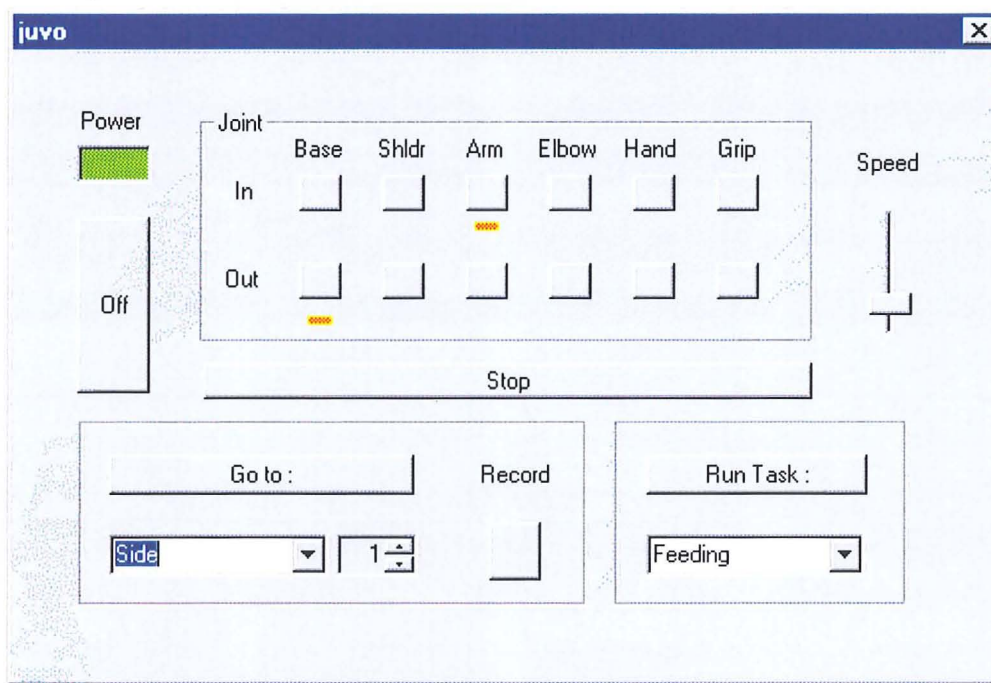 juvo
Power
Joint
Base Shldr Arm Elbow Hand Grip
Speed
In
Out
Off
Stop
Go to :
Record
Run Task :
Side
1
Feeding